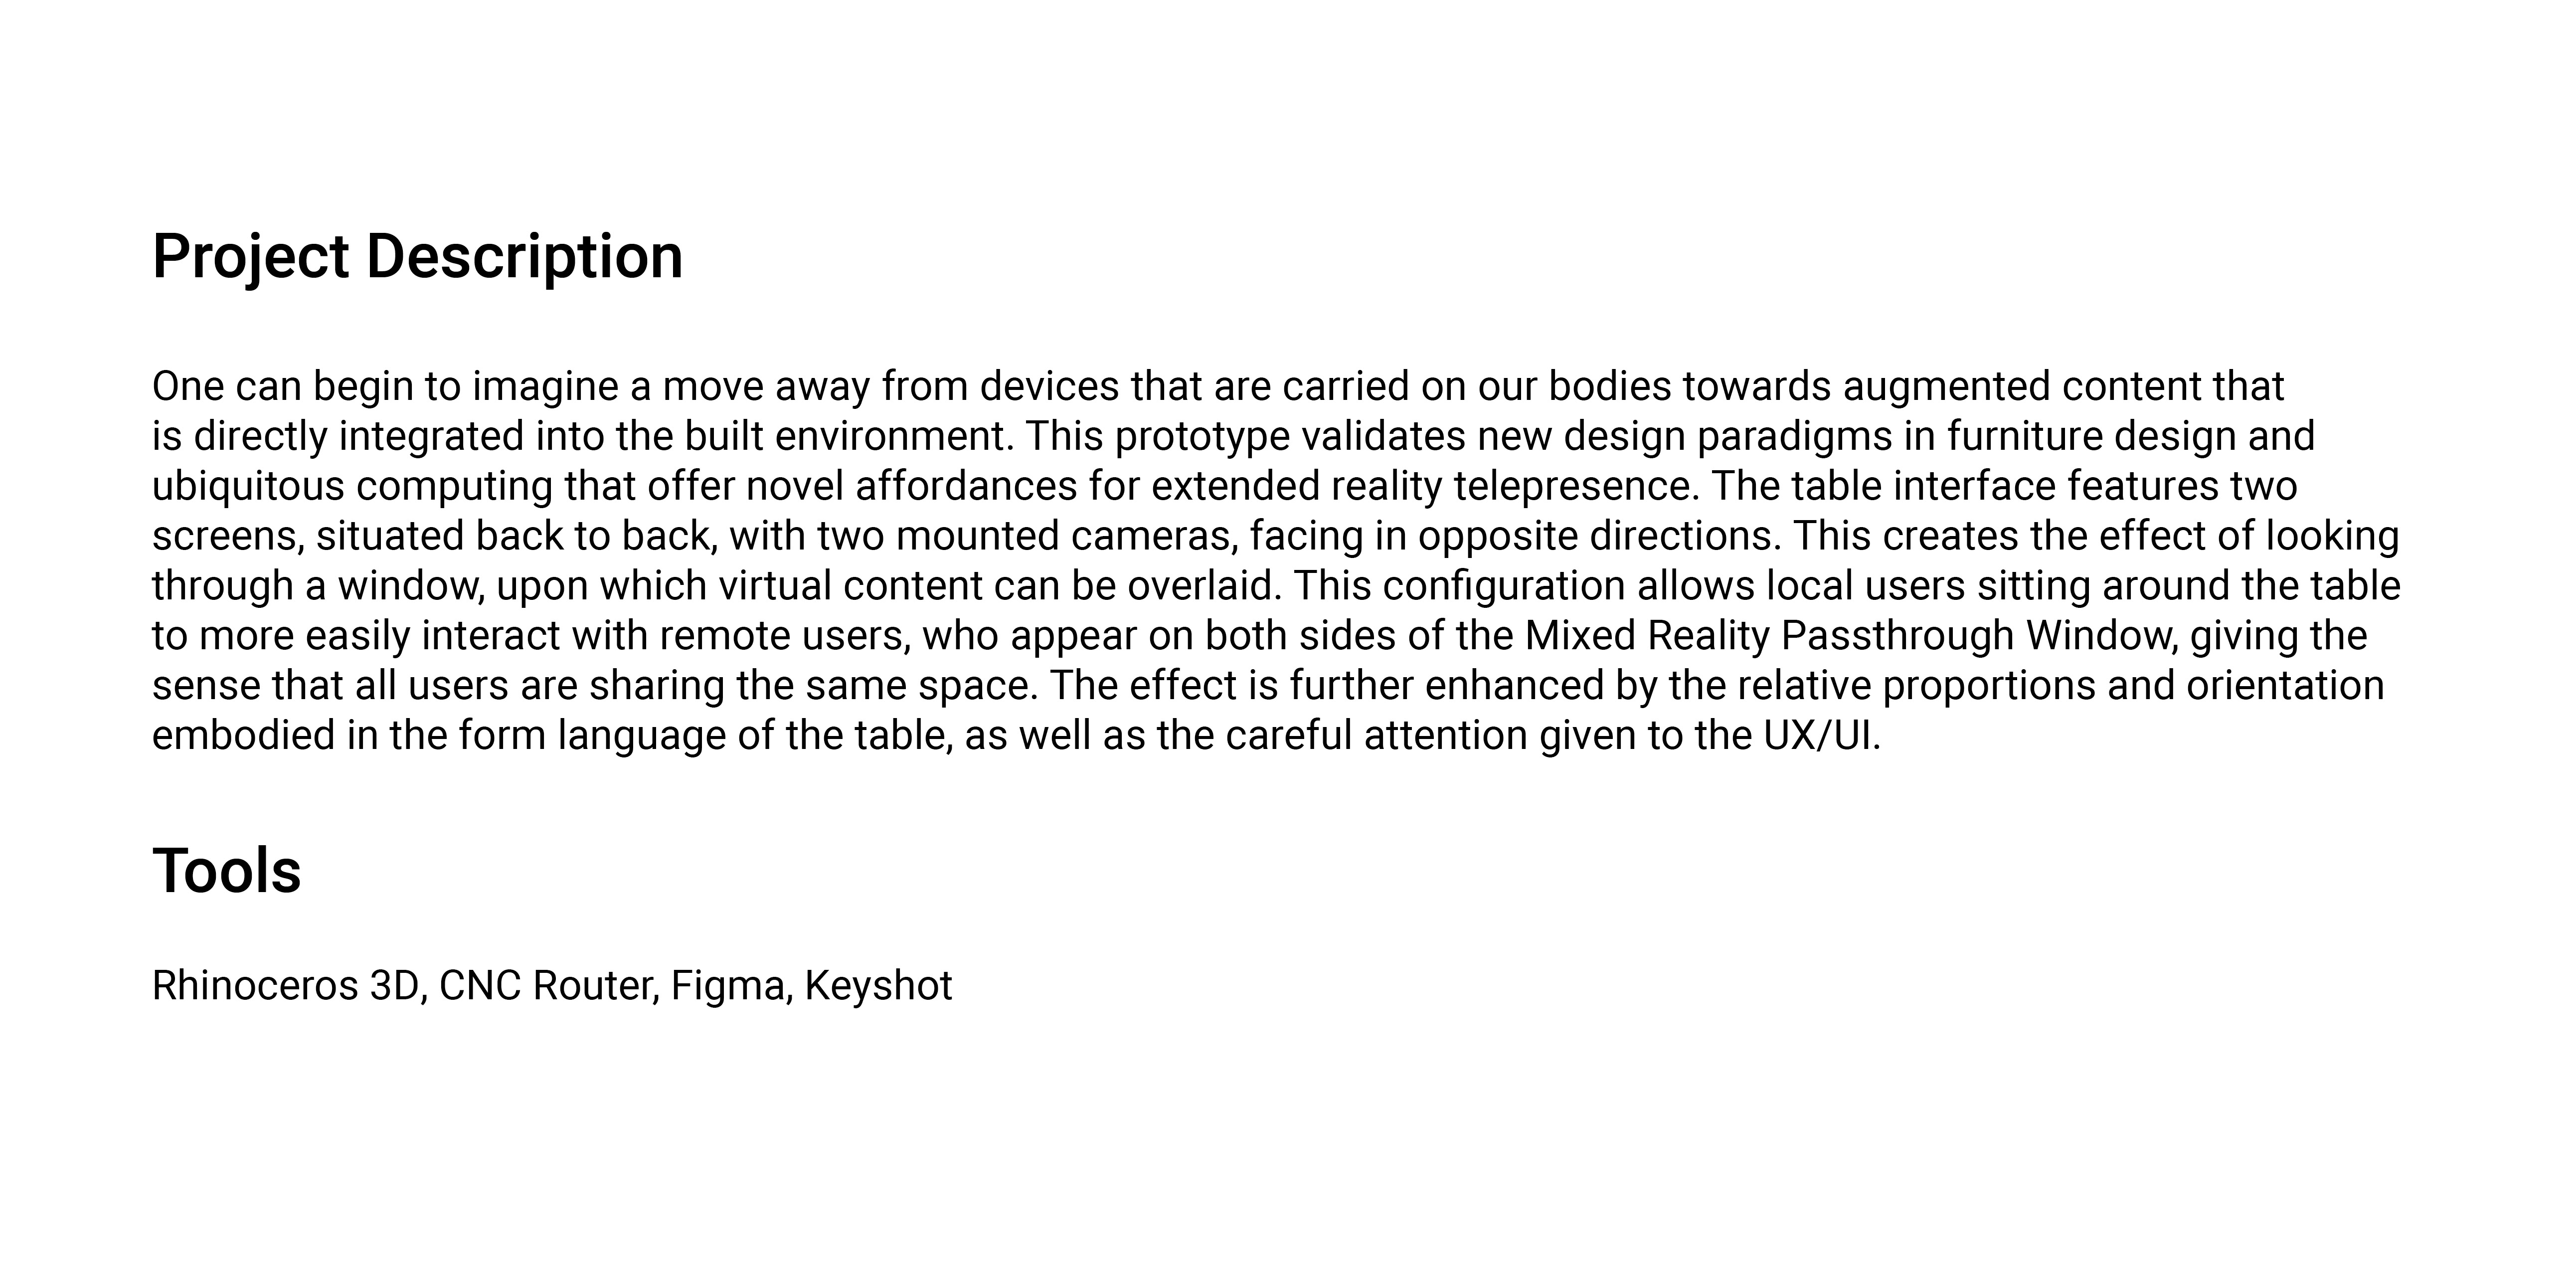 Project Description
One can begin to imagine a move away from devices that are carried on our bodies towards augmented content that
is directly integrated into the built environment. This prototype validates new design paradigms in furniture design and
ubiquitous computing that offer novel affordances for extended reality telepresence. The table interface features two
screens, situated back to back, with two mounted cameras, facing in opposite directions. This creates the effect of looking
through a window, upon which virtual content can be overlaid. This configuration allows local users sitting around the table
to more easily interact with remote users, who appear on both sides of the Mixed Reality Passthrough Window, giving the
sense that all users are sharing the same space. The effect is further enhanced by the relative proportions and orientation
embodied in the form language of the table, as well as the careful attention given to the UX/UI.
Tools
Rhinoceros 3D, CNC Router, Figma, Keyshot